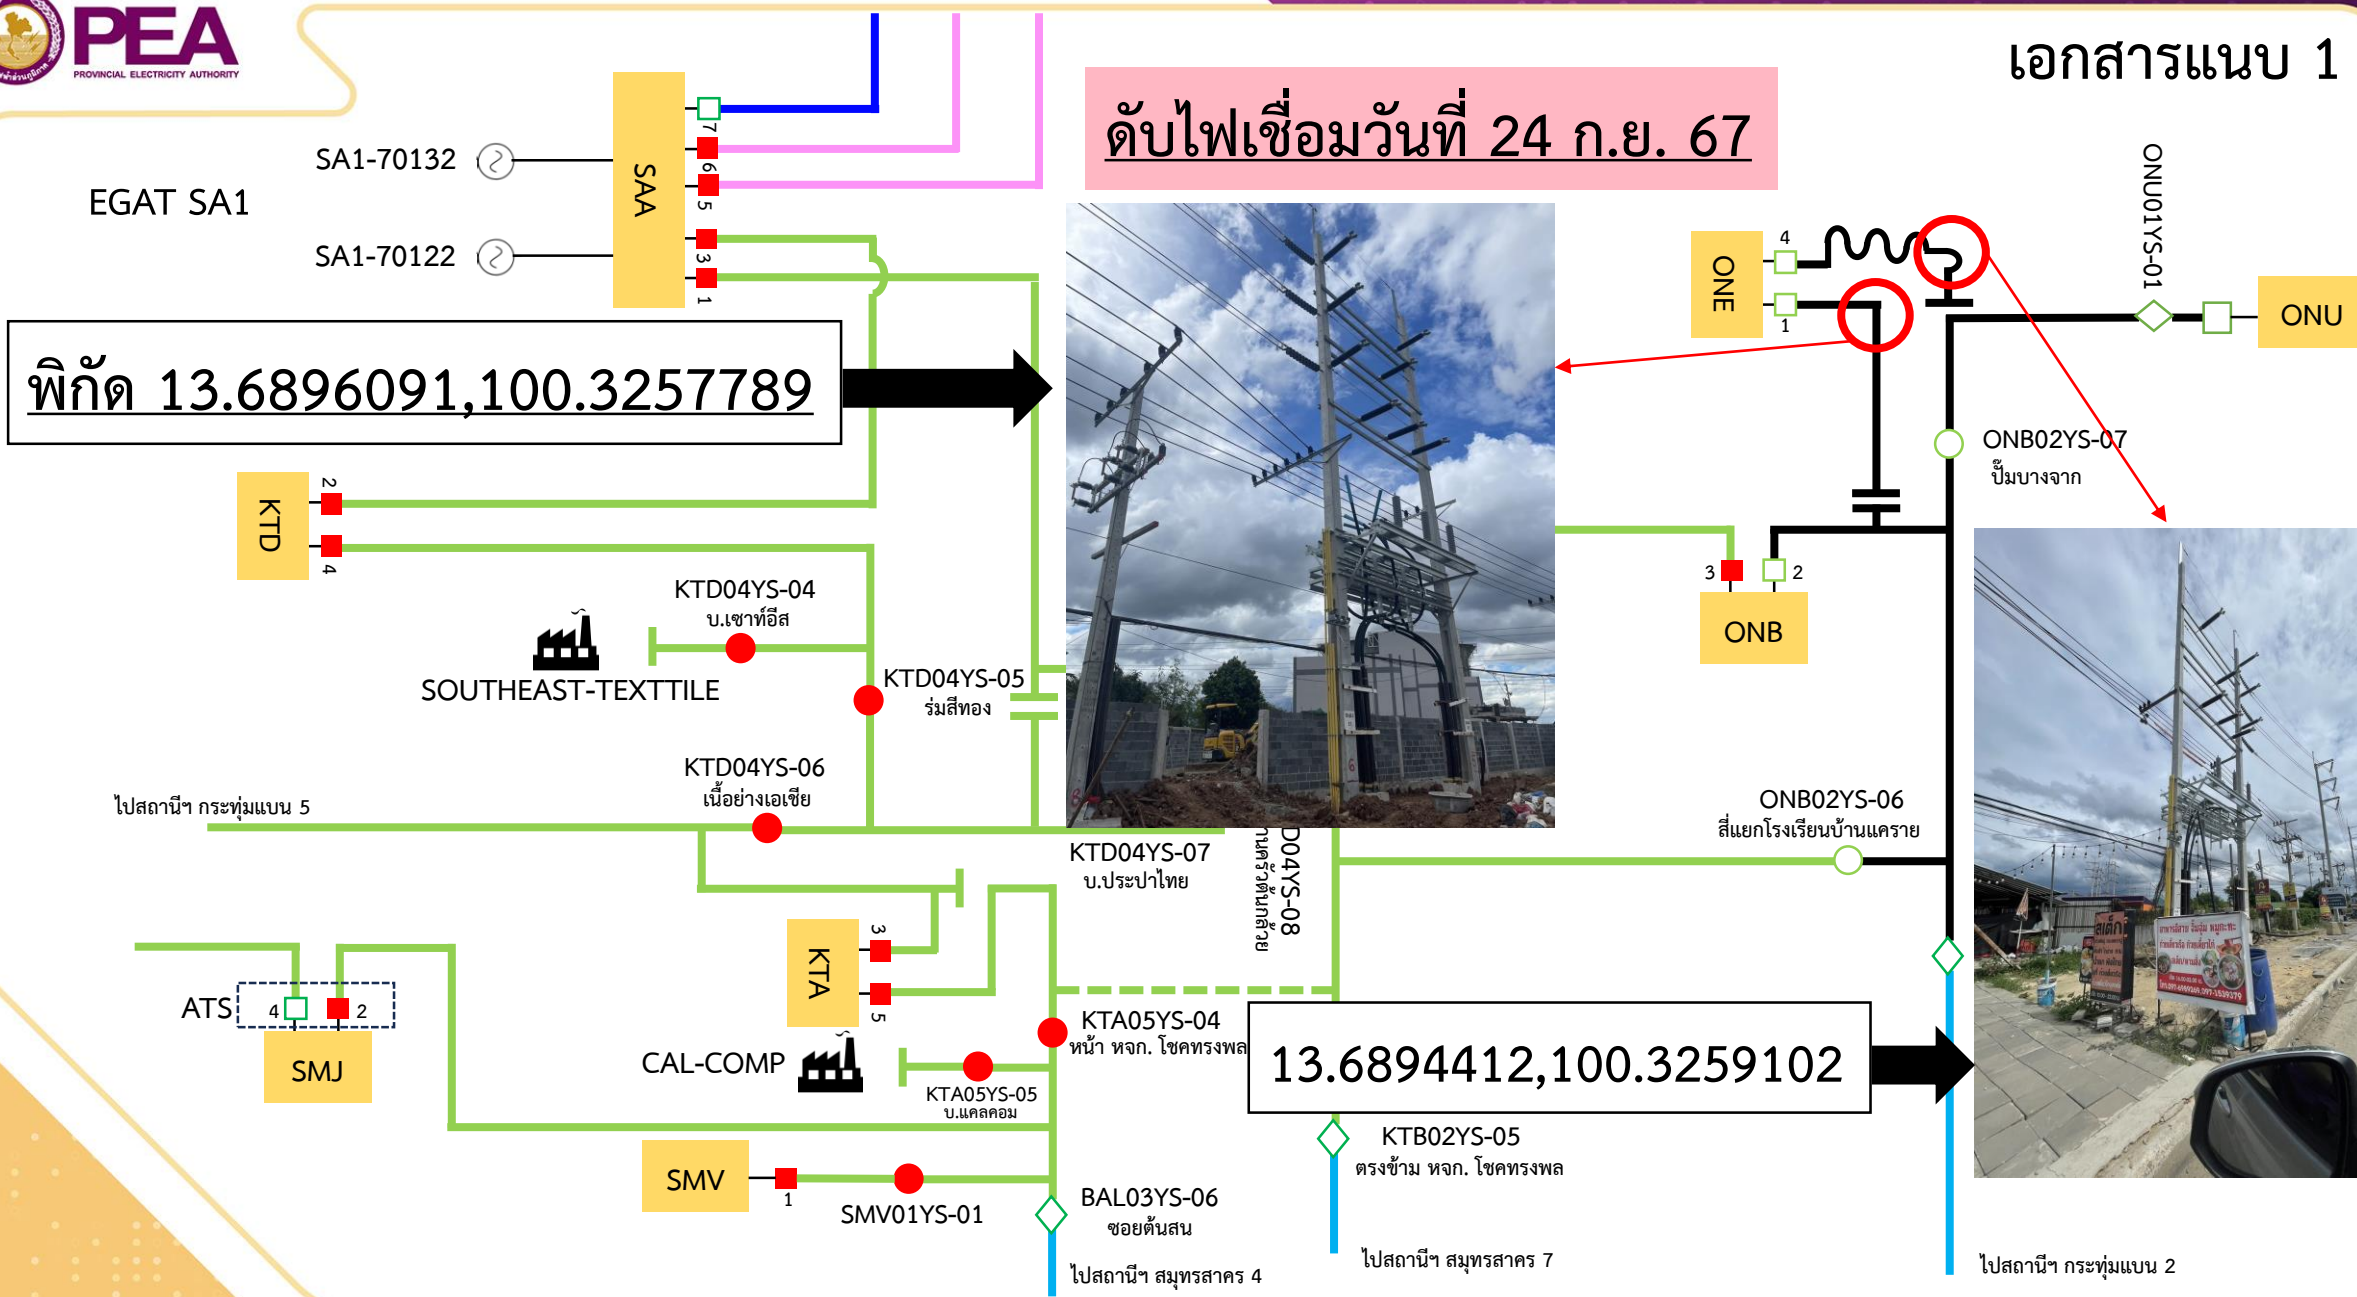 PEA
PROVINCIAL ELECTRICITY AUTHORITY
เอกสารแนบ 1
ดับไฟเชื่อมวันที่ 24 ก.ย. 67
EGAT SA1
SA1-70132
SA1-70122
SAA
7
6
5
3
1
พิกัด 13.6896091,100.3257789
ONE
4
1
ONU01YS-01
ONU
ONB02YS-07
ปั๊มบางจาก
KTD
2
4
3
2
ONB
KTD04YS-04
บ.เซาท์อีส
SOUTHEAST-TEXTTILE
KTD04YS-05
ร่มสีทอง
KTD04YS-06
เนื้อย่างเอเชีย
ไปสถานีฯ กระทุ่มแบน 5
ONB02YS-06
สี่แยกโรงเรียนบ้านแคราย
KTD04YS-07
บ.ประปาไทย
D04YS-08
KTA
3
5
ATS
4
2
SMJ
CAL-COMP
KTA05YS-04
หน้า หจก. โชคทรงพล
KTA05YS-05
บ.แคลคอม
13.6894412,100.3259102
สเต็ก
SMV
1
SMV01YS-01
KTB02YS-05
ตรงข้าม หจก. โชคทรงพล
BAL03YS-06
ซอยต้นสน
ไปสถานีฯ สมุทรสาคร 4
ไปสถานีฯ สมุทรสาคร 7
ไปสถานีฯ กระทุ่มแบน 2